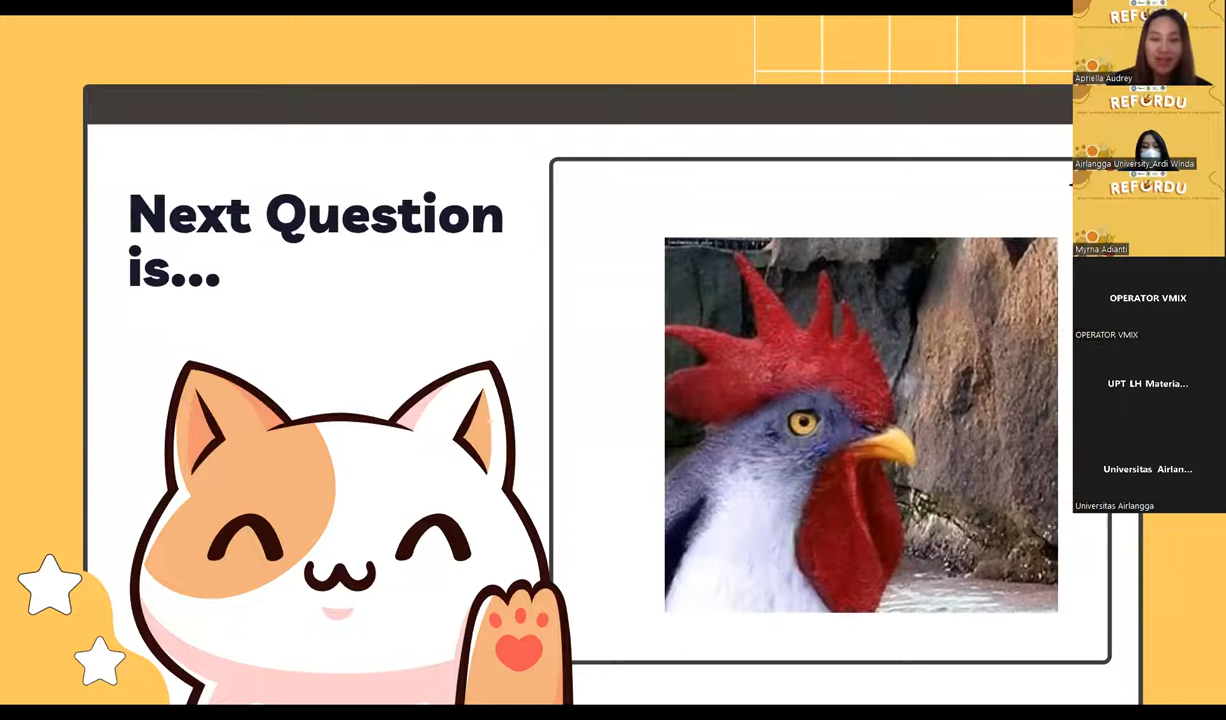 Next Question
is...
REFORDU
Apriella Audrey
REFORDU
Airlangga University_Ardi Winda
REFORDU
Myrna Adianti
OPERATOR VMIX
OPERATOR VMIX
UPT LH Materia...
Universitas Airlan...
Universitas Airlangga